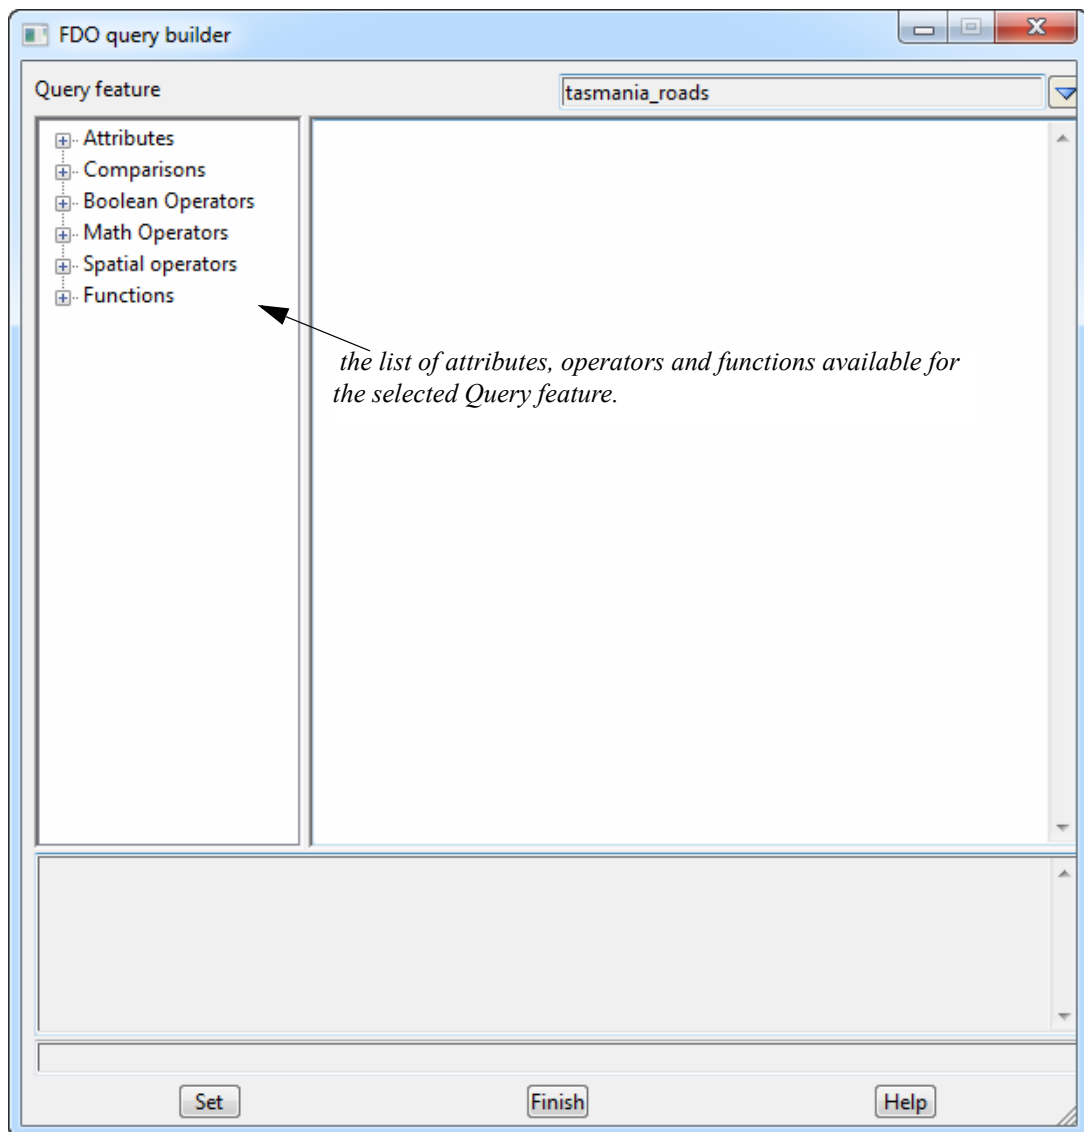 FDO query builder
Query feature
tasmania_roads
Attributes
Comparisons
Boolean Operators
Math Operators
Spatial operators
Functions
the list of attributes, operators and functions available for
the selected Query feature.
Set
Finish
Help